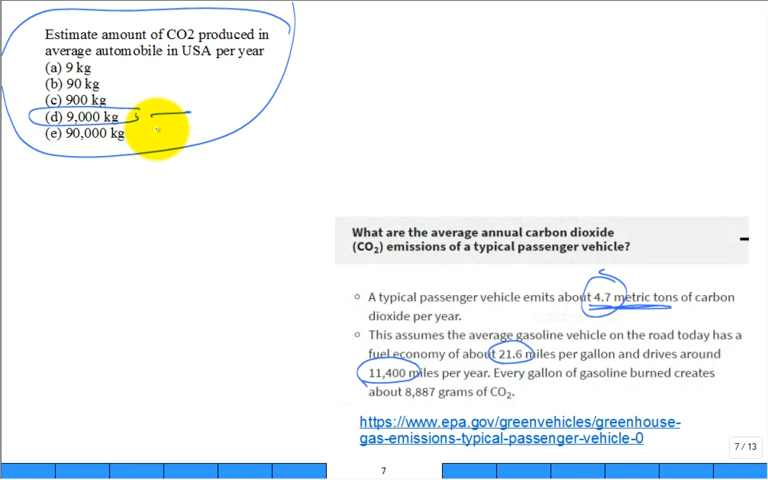 Estimate amount of CO2 produced in
average automobile in USA per year
(a) 9 kg
(b) 90 kg
(c) 900 kg
(d) 9,000 kg
(e) 90,000 kg
What are the average annual carbon dioxide
(CO₂) emissions of a typical passenger vehicle?
A typical passenger vehicle emits about 4.7 metric tons of carbon
dioxide per year.
This assumes the average gasoline vehicle on the road today has a
fuel economy of about 21.6 miles per gallon and drives around
11,400 miles per year. Every gallon of gasoline burned creates
about 8,887 grams of CO₂.
https://www.epa.gov/greenvehicles/greenhouse-
gas-emissions-typical-passenger-vehicle-0
7 / 13
7